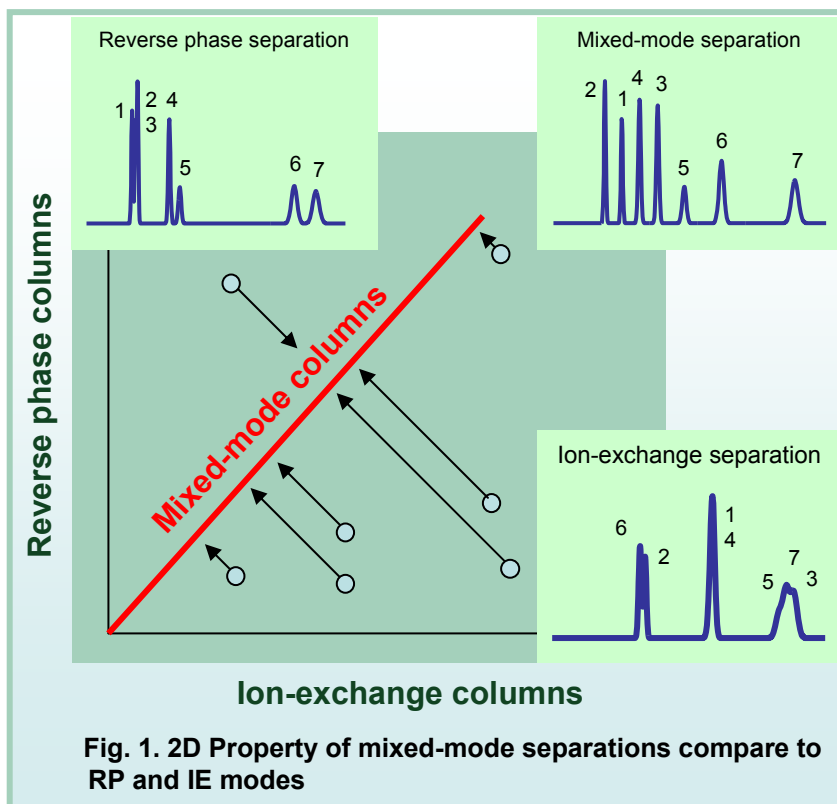 Reverse phase separation
1
2
3
4
5
6
7
Mixed-mode separation
2
1
4
3
5
6
7
Reverse phase columns
Mixed-mode columns
Ion-exchange separation
6
2
1
4
5
7
3
Ion-exchange columns
Fig. 1. 2D Property of mixed-mode separations compare to
RP and IE modes